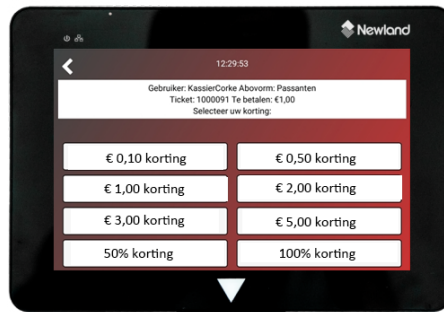 Newland
12:29:53
Gebruiker: KassierCorke Abovorm: Passanten
Ticket: 1000091 Te betalen: €1,00
Selecteer uw korting:
€ 0,10 korting
€ 0,50 korting
€ 1,00 korting
€ 2,00 korting
€ 3,00 korting
€ 5,00 korting
50% korting
100% korting